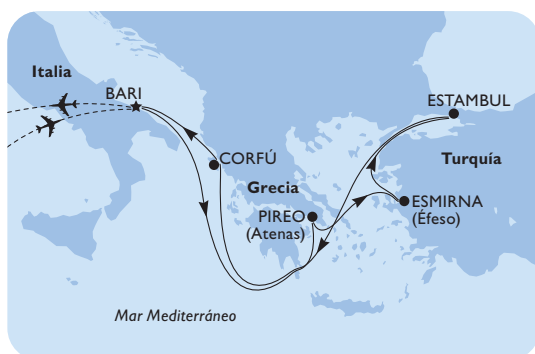 Italia
BARI
ESTAMBUL
CORFÚ
Turquía
Grecia
ESMIRNA
(Éfeso)
PIREO
(Atenas)
Mar Mediterráneo